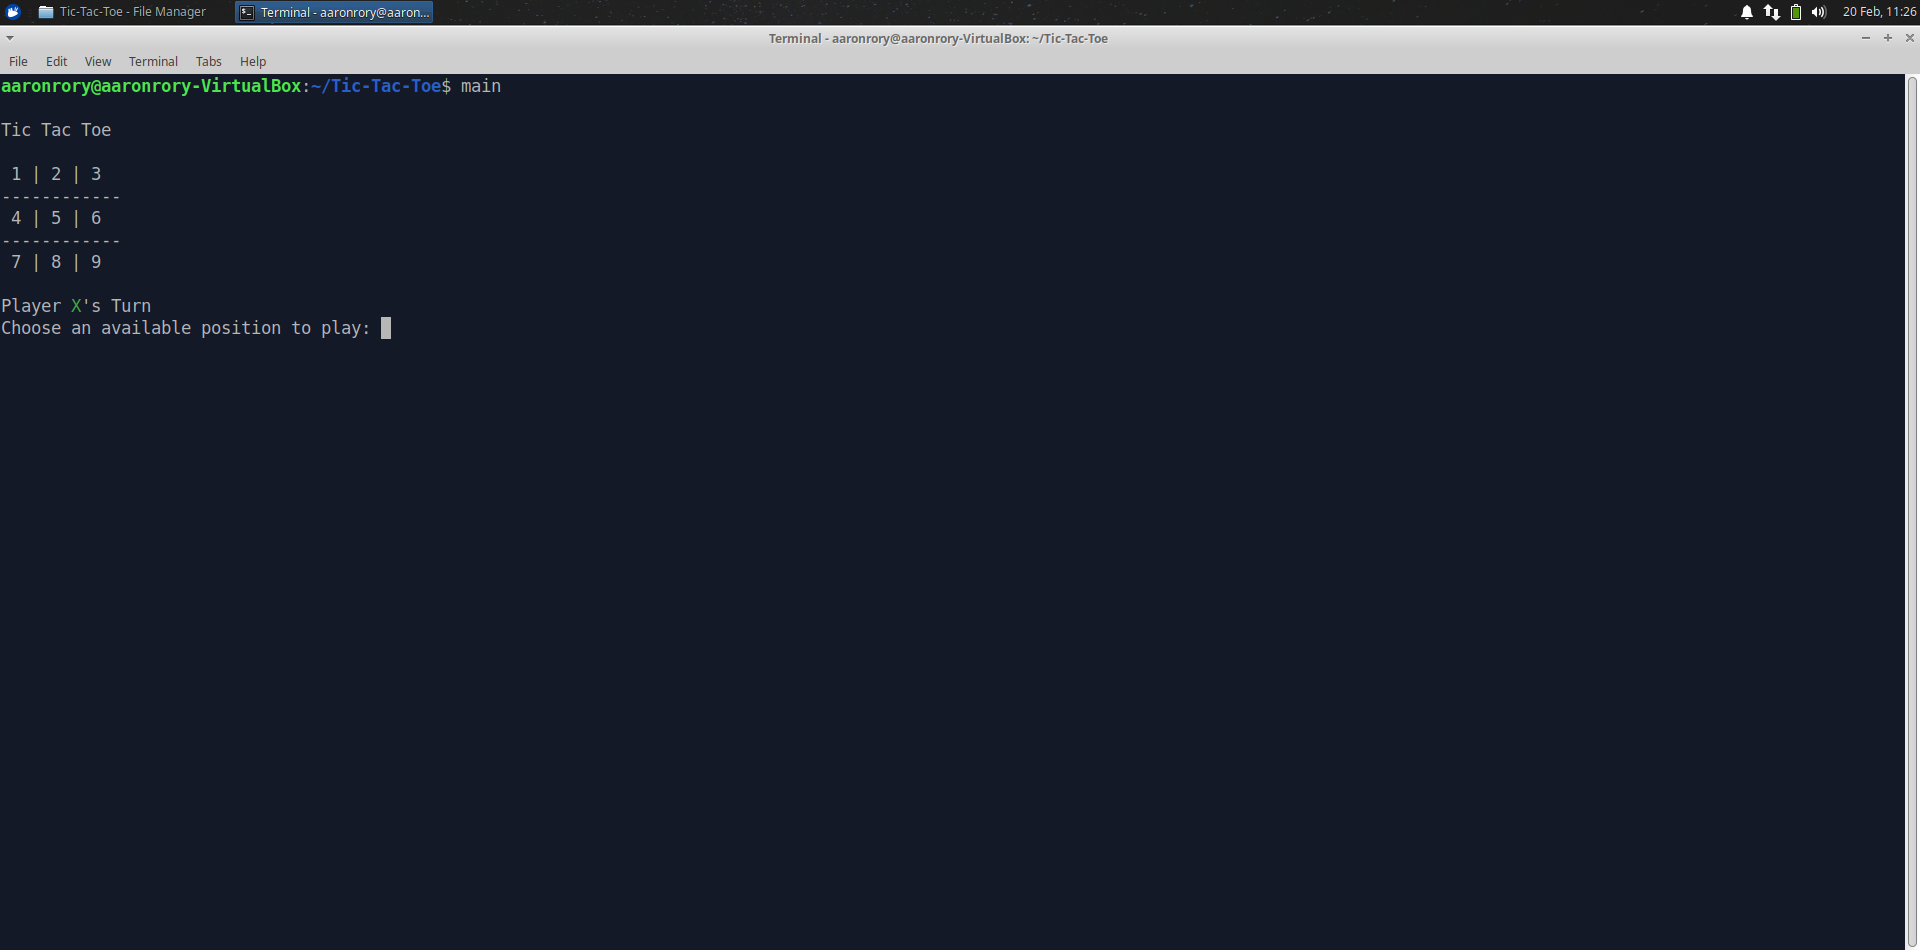 Tic-Tac-Toe - File Manager
Terminal - aaronrory@aaron...
20 Feb, 11:26
Terminal - aaronrory@aaronrory-VirtualBox: ~/Tic-Tac-Toe
File Edit View Terminal Tabs Help
aaronrory@aaronrory-VirtualBox:~/Tic-Tac-Toe$ main
Tic Tac Toe
1 | 2 | 3
------------
4 | 5 | 6
------------
7 | 8 | 9
Player X's Turn
Choose an available position to play: